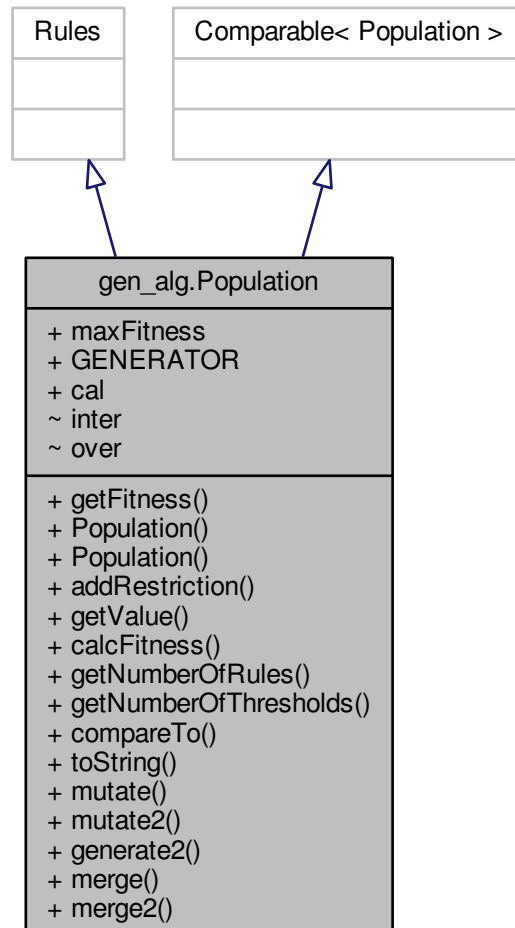 Rules
Comparable< Population >
gen_alg.Population
+ maxFitness
+ GENERATOR
+ cal
~ inter
~ over
+ getFitness()
+ Population()
+ Population()
+ addRestriction()
+ getValue()
+ calcFitness()
+ getNumberOfRules()
+ getNumberOfThresholds()
+ compareTo()
+ toString()
+ mutate()
+ mutate2()
+ generate2()
+ merge()
+ merge2()